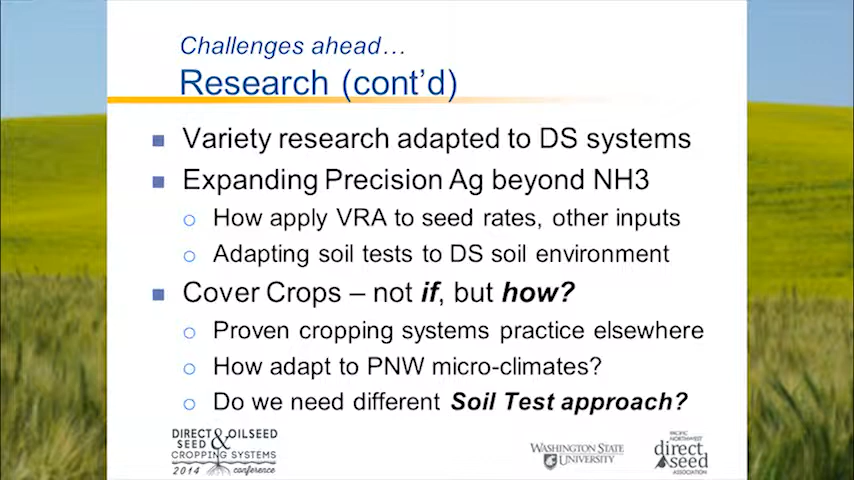 Challenges ahead…
Research (cont’d)
Variety research adapted to DS systems
Expanding Precision Ag beyond NH3
How apply VRA to seed rates, other inputs
Adapting soil tests to DS soil environment
Cover Crops – not if, but how?
Proven cropping systems practice elsewhere
How adapt to PNW micro-climates?
Do we need different Soil Test approach?
DIRECT & OILSEED
SEED
CROPPING SYSTEMS
2014 conference
WASHINGTON STATE
UNIVERSITY
PACIFIC
NORTHWEST
direct
seed
ASSOCIATION